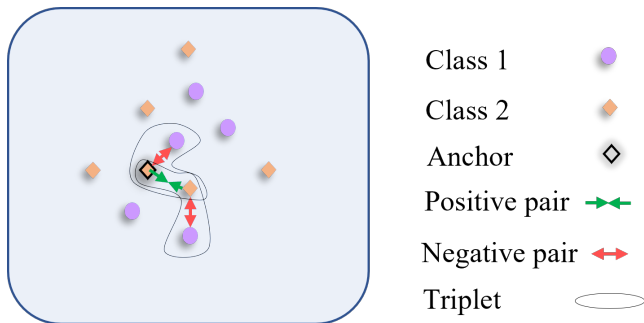 Class 1
Class 2
Anchor
Positive pair
Negative pair
Triplet